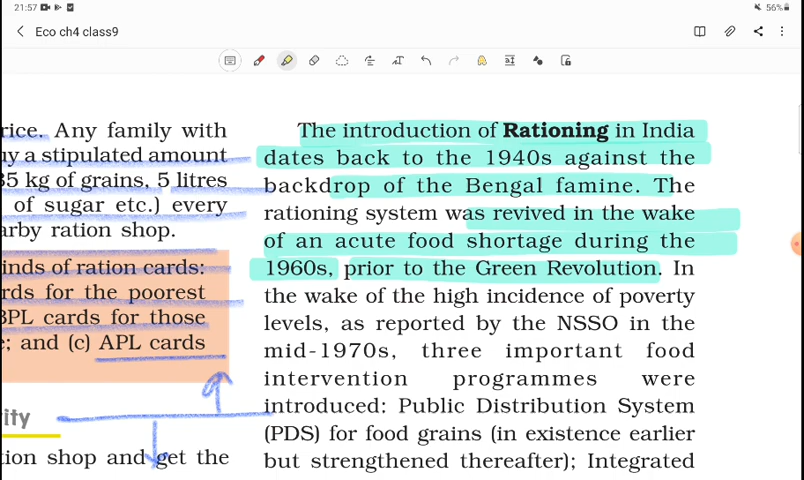 21:57
56%
Eco ch4 class9
rice. Any family with
uy a stipulated amount
35 kg of grains, 5 litres
of sugar etc.) every
arby ration shop.
inds of ration cards:
rds for the poorest
BPL cards for those
e; and (c) APL cards
ity
tion shop and get the
The introduction of Rationing in India
dates back to the 1940s against the
backdrop of the Bengal famine. The
rationing system was revived in the wake
of an acute food shortage during the
1960s, prior to the Green Revolution. In
the wake of the high incidence of poverty
levels, as reported by the NSSO in the
mid-1970s, three important food
intervention programmes were
introduced: Public Distribution System
(PDS) for food grains (in existence earlier
but strengthened thereafter); Integrated